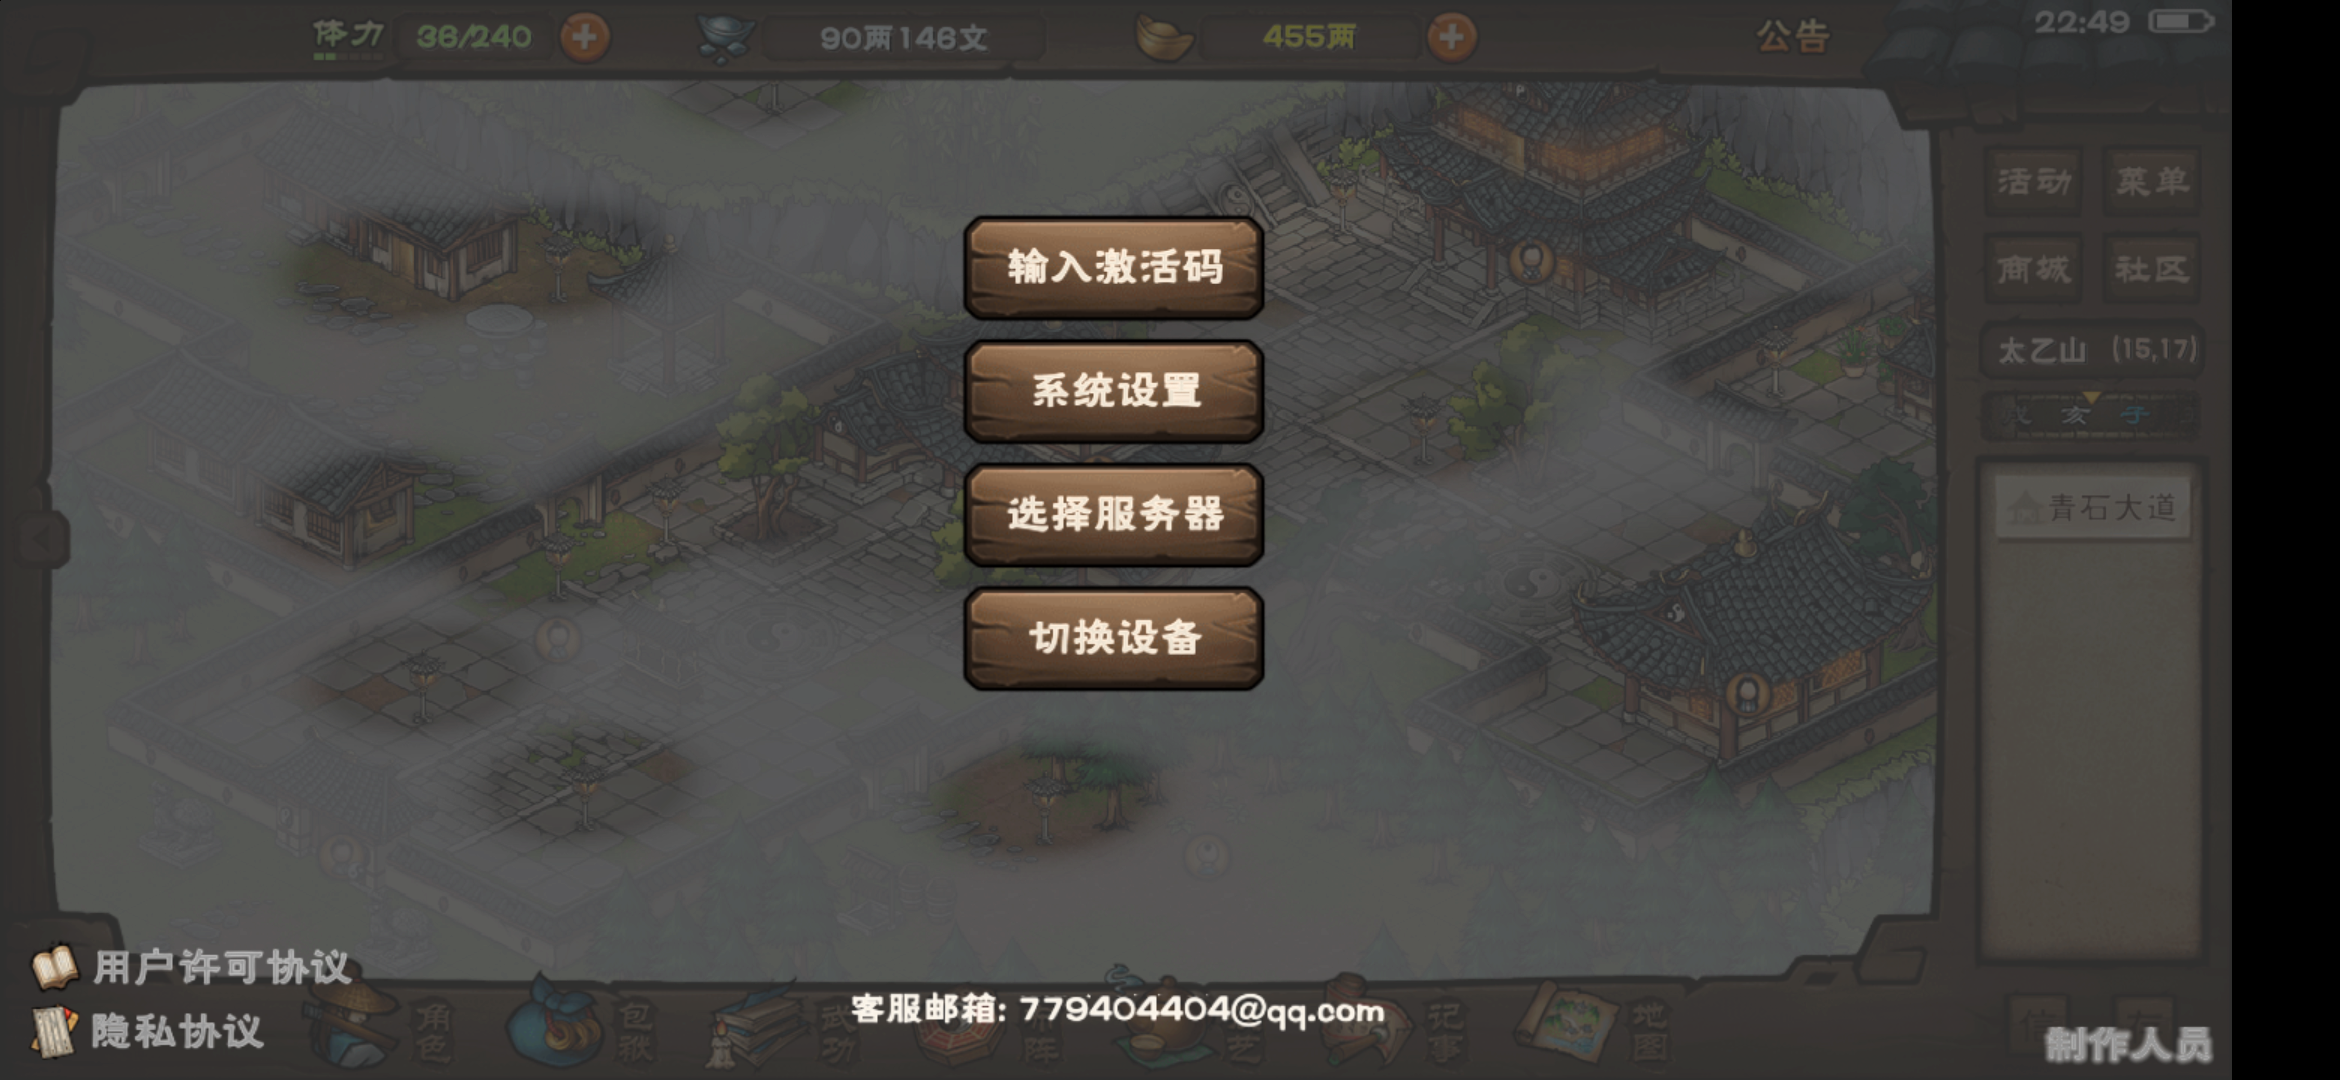 体力 36/240
90两146文
455两
公告
22:49
活动 菜单
商城 社区
太乙山 (15,17)
亥 子
青石大道
输入激活码
系统设置
选择服务器
切换设备
用户许可协议
隐私协议
客服邮箱: 779404404@qq.com
角色
包袱
武功
记事
地图
制作人员